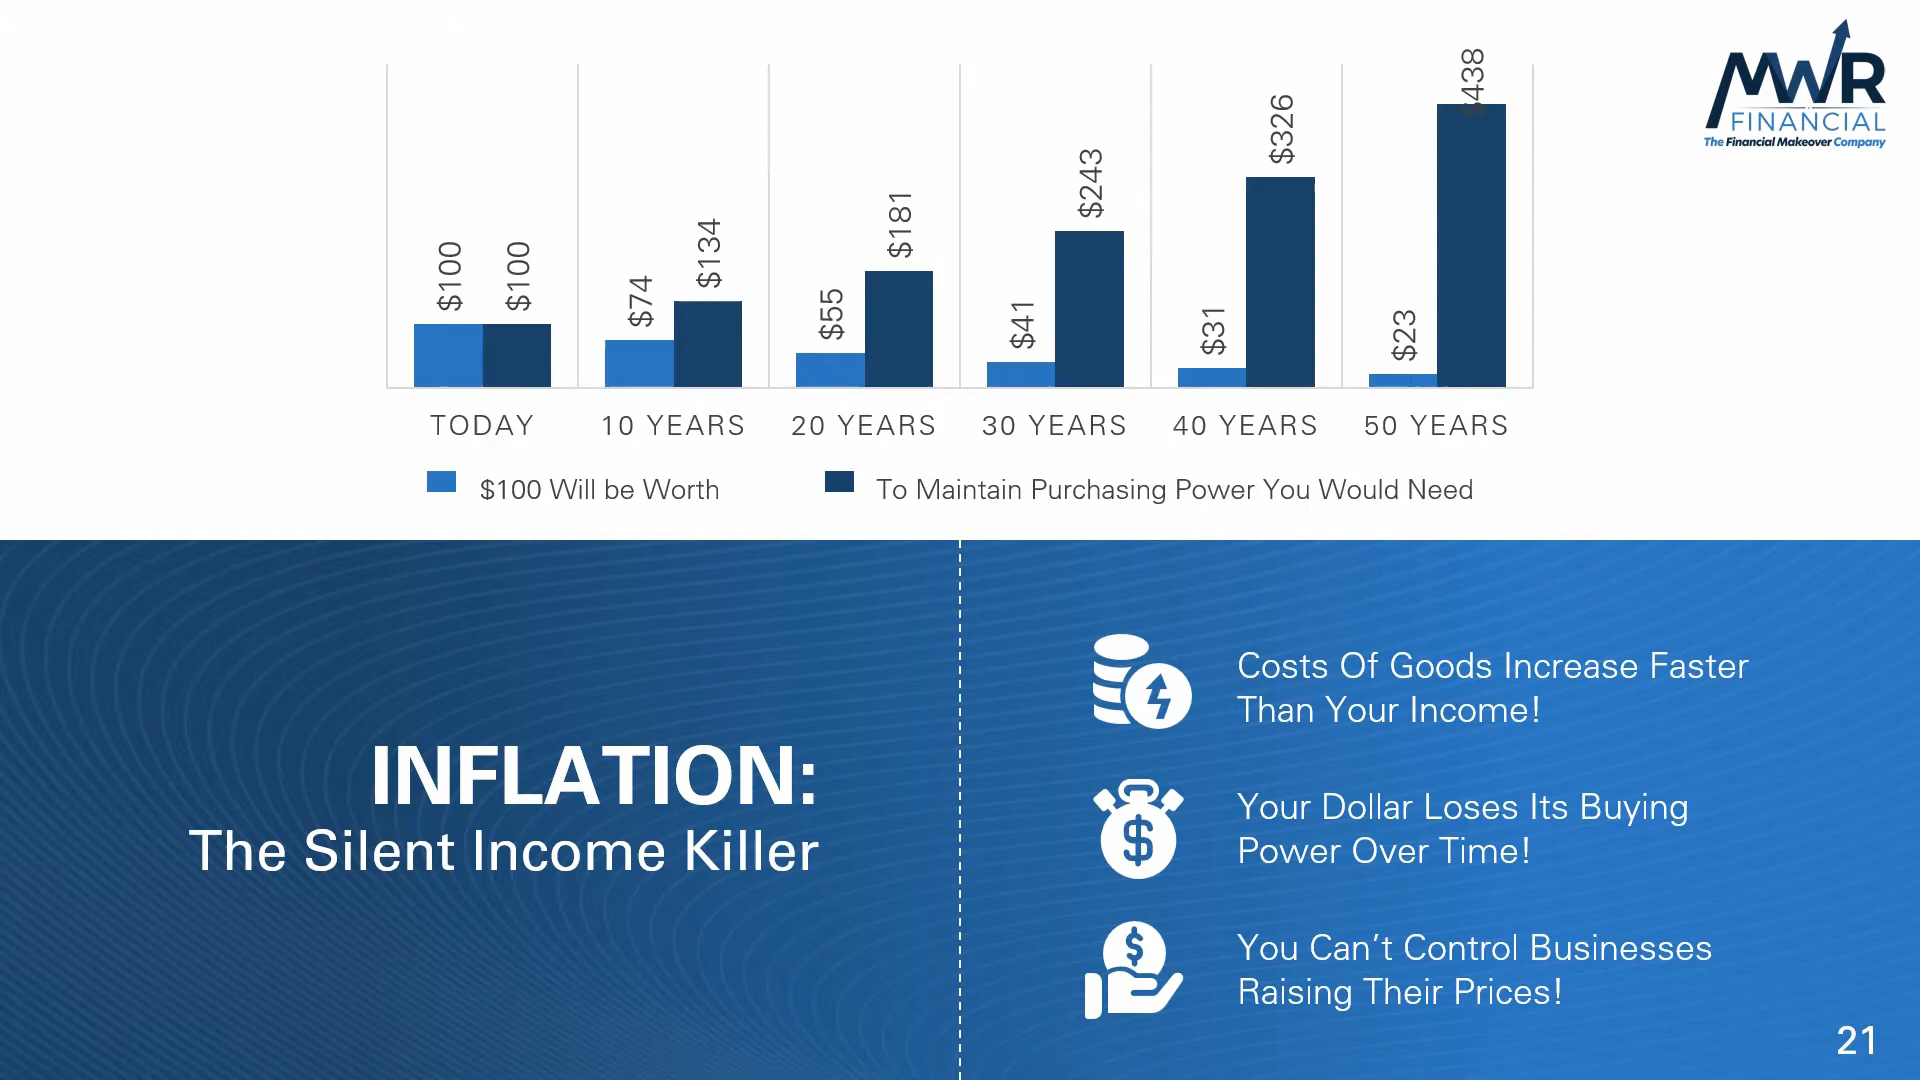 $100
$100
$74
$134
$55
$181
$41
$243
$31
$326
$23
$438
TODAY
10 YEARS
20 YEARS
30 YEARS
40 YEARS
50 YEARS
$100 Will be Worth
To Maintain Purchasing Power You Would Need
MWR
FINANCIAL
The Financial Makeover Company
INFLATION:
The Silent Income Killer
Costs Of Goods Increase Faster
Than Your Income!
Your Dollar Loses Its Buying
Power Over Time!
You Can’t Control Businesses
Raising Their Prices!
21